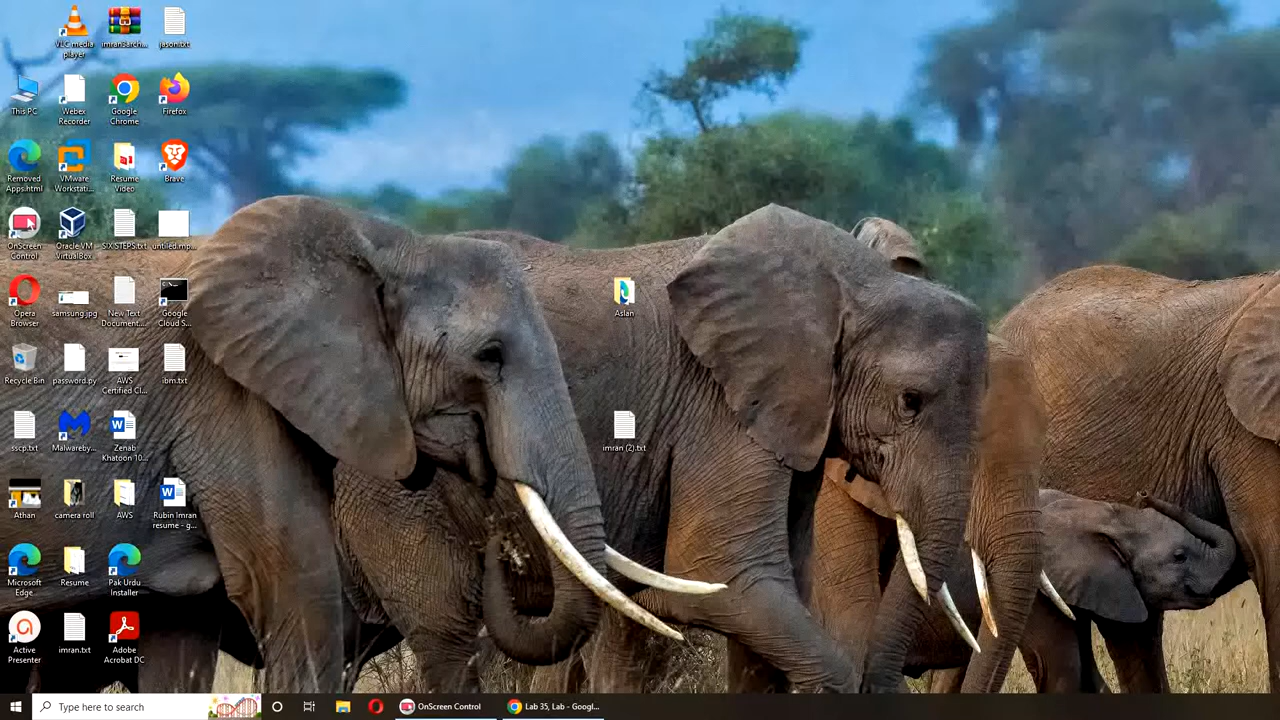 VLC media
player
imran3arch...
jason.txt
This PC
Webex
Recorder
Google
Chrome
Firefox
Removed
Apps.html
VMware
Workstati...
Resume
Video
Brave
OnScreen
Control
Oracle VM
VirtualBox
SIX STEPS.txt
untiled.mp...
Opera
Browser
samsung.jpg
New Text
Document...
Google
Cloud S...
Aslan
Recycle Bin
password.py
AWS
Certified Cl...
ibm.txt
sscp.txt
Malwareby...
Zenab
Khatoon 10...
imran (2).txt
Athan
camera roll
AWS
Rubin Imran
resume - g...
Microsoft
Edge
Resume
Pak Urdu
Installer
Active
Presenter
imran.txt
Adobe
Acrobat DC
Type here to search
OnScreen Control
Lab 35, Lab - Googl...